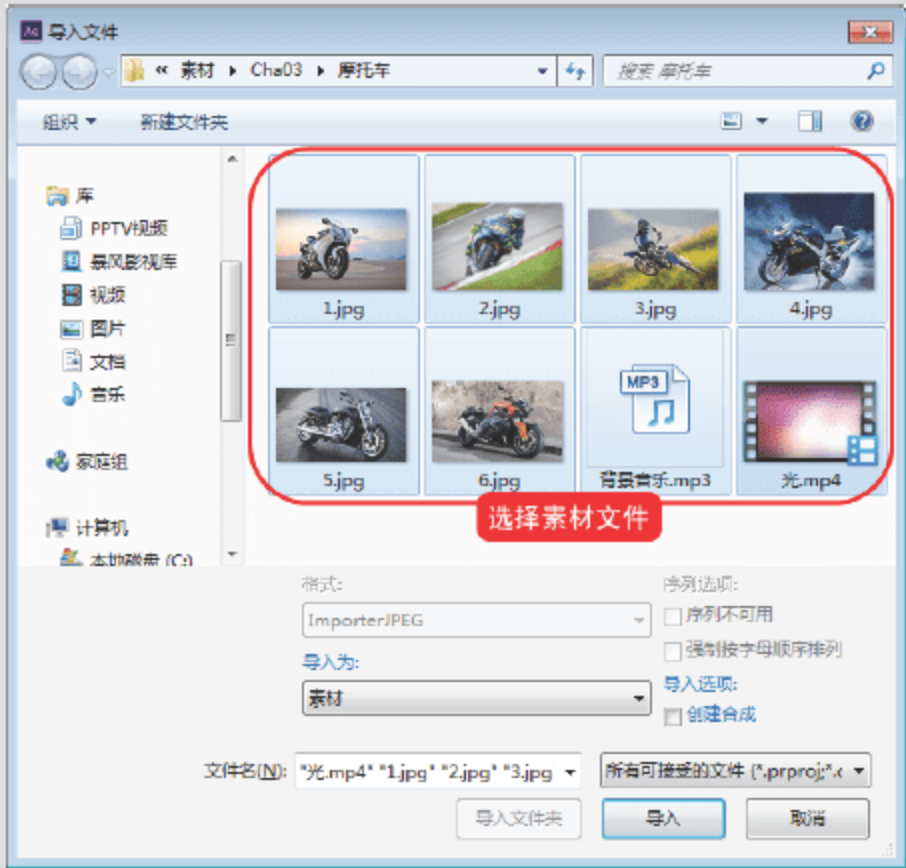 Ae 导入文件
« 素材 ▸ Cha03 ▸ 摩托车
搜索 摩托车
组织 新建文件夹
库
PPTV视频
暴风影视库
视频
图片
文档
音乐
家庭组
计算机
本地磁盘 (C:)
1.jpg 2.jpg 3.jpg 4.jpg
MP3
5.jpg 6.jpg 背景音乐.mp3 光.mp4
选择素材文件
格式:
ImporterJPEG
导入为:
素材
序列选项:
序列不可用
强制按字母顺序排列
导入选项:
创建合成
文件名(N): "光.mp4" "1.jpg" "2.jpg" "3.jpg 所有可接受的文件 (*.prproj;*.c
导入文件夹 导入 取消